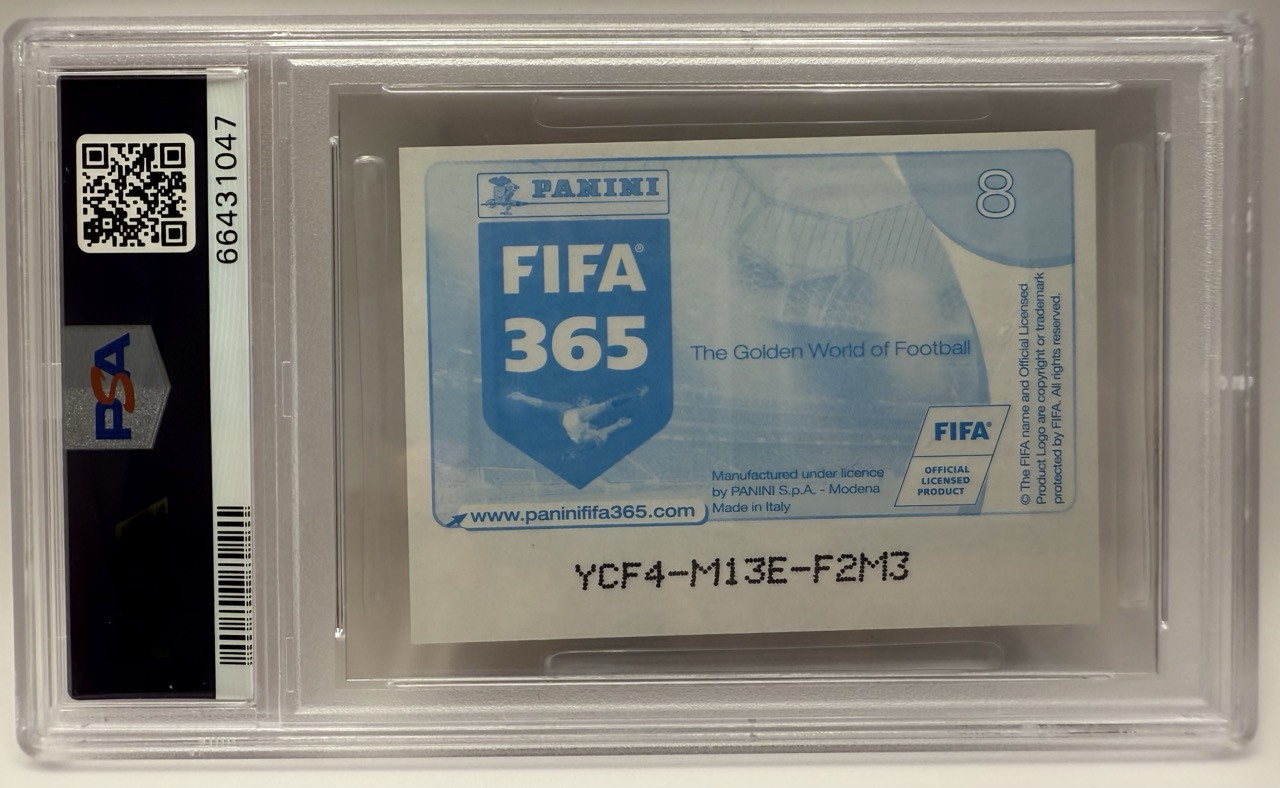 66431047
PSA
PANINI
FIFA®
365
8
The Golden World of Football
FIFA®
OFFICIAL
LICENSED
PRODUCT
Manufactured under licence
by PANINI S.p.A. - Modena
Made in Italy
www.paninififa365.com
© The FIFA name and Official Licensed
Product Logo are copyright or trademark
protected by FIFA. All rights reserved.
YCF4-M13E-F2M3